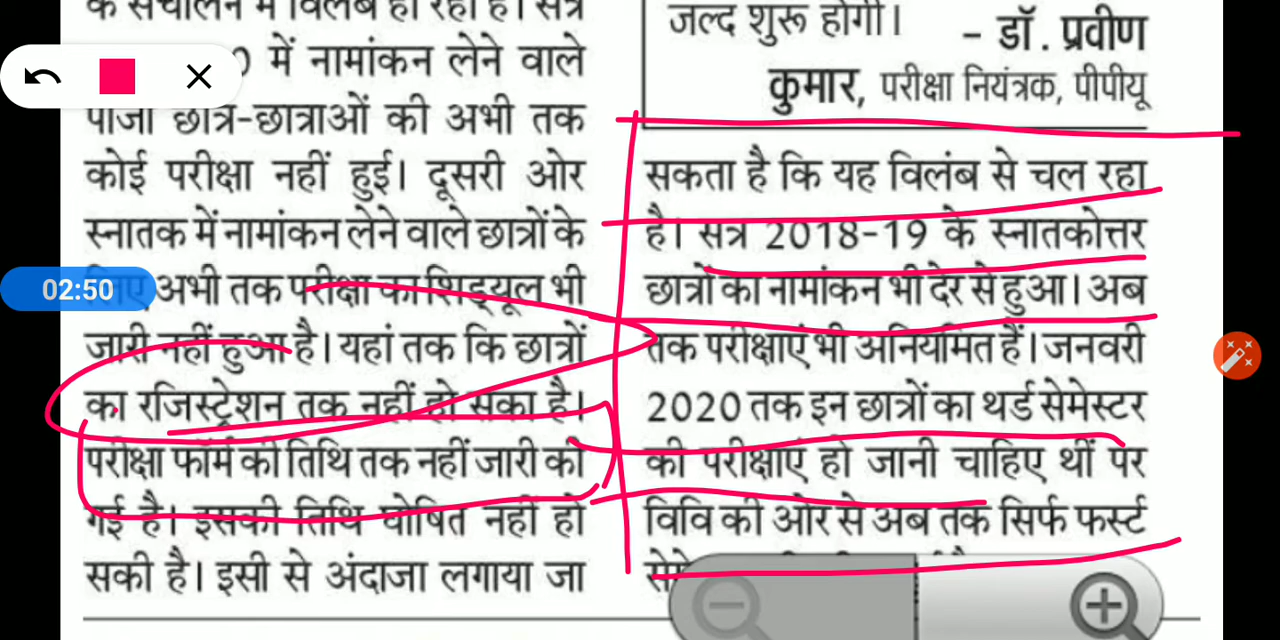 के संचालन में विलंब हो रहा है। सत्र
0 में नामांकन लेने वाले
पीजी छात्र-छात्राओं की अभी तक
कोई परीक्षा नहीं हुई। दूसरी ओर
स्नातक में नामांकन लेने वाले छात्रों के
लिए अभी तक परीक्षा का शिड्यूल भी
जारी नहीं हुआ है। यहां तक कि छात्रों
का रजिस्ट्रेशन तक नहीं हो सका है।
परीक्षा फॉर्म की तिथि तक नहीं जारी की
गई है। इसकी तिथि घोषित नहीं हो
सकी है। इसी से अंदाजा लगाया जा
जल्द शुरू होगी।
- डॉ. प्रवीण
कुमार, परीक्षा नियंत्रक, पीपीयू
सकता है कि यह विलंब से चल रहा
है। सत्र 2018-19 के स्नातकोत्तर
छात्रों का नामांकन भी देर से हुआ। अब
तक परीक्षाएं भी अनियमित हैं। जनवरी
2020 तक इन छात्रों का थर्ड सेमेस्टर
की परीक्षाएं हो जानी चाहिए थीं पर
विवि की ओर से अब तक सिर्फ फर्स्ट
02:50